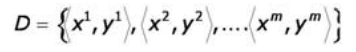 D = {⟨x¹, y¹⟩, ⟨x², y²⟩, ....⟨xᵐ, yᵐ⟩}